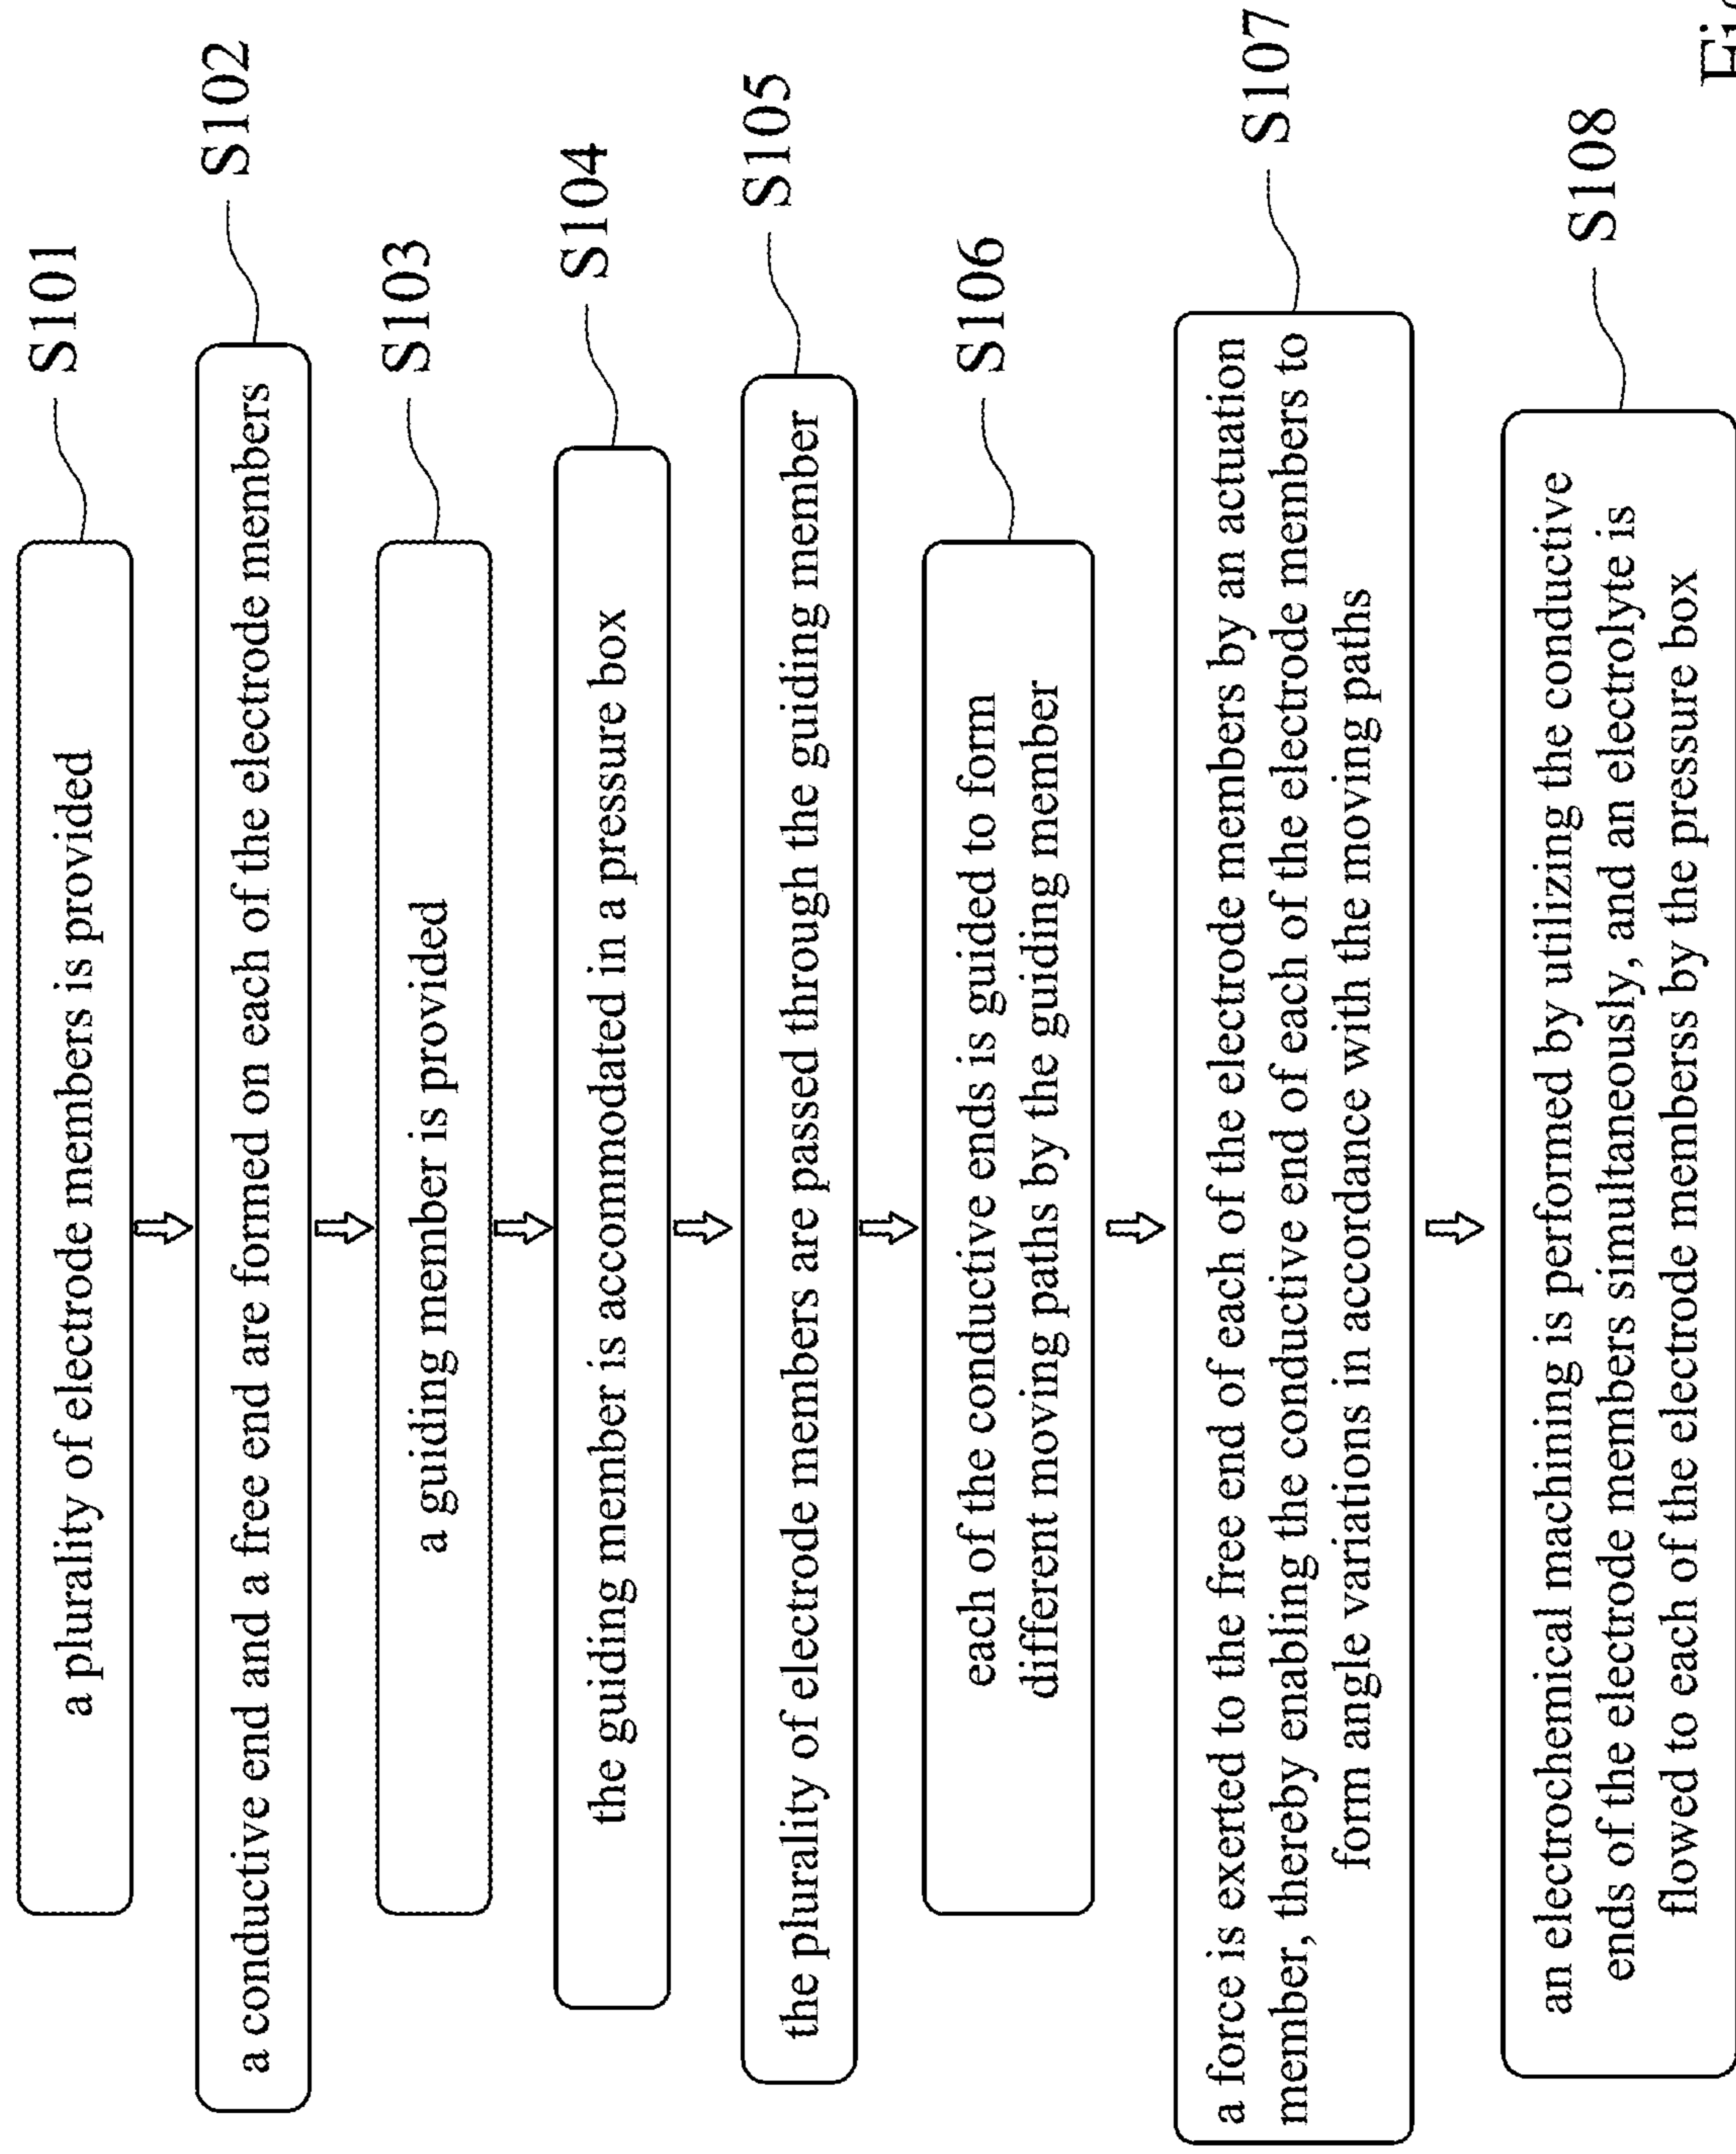 a plurality of electrode members is provided
S101
a conductive end and a free end are formed on each of the electrode members
S102
a guiding member is provided
S103
the guiding member is accommodated in a pressure box
S104
the plurality of electrode members are passed through the guiding member
S105
each of the conductive ends is guided to form
different moving paths by the guiding member
S106
a force is exerted to the free end of each of the electrode members by an actuation
member, thereby enabling the conductive end of each of the electrode members to
form angle variations in accordance with the moving paths
S107
an electrochemical machining is performed by utilizing the conductive
ends of the electrode members simultaneously, and an electrolyte is
flowed to each of the electrode memberss by the pressure box
S108